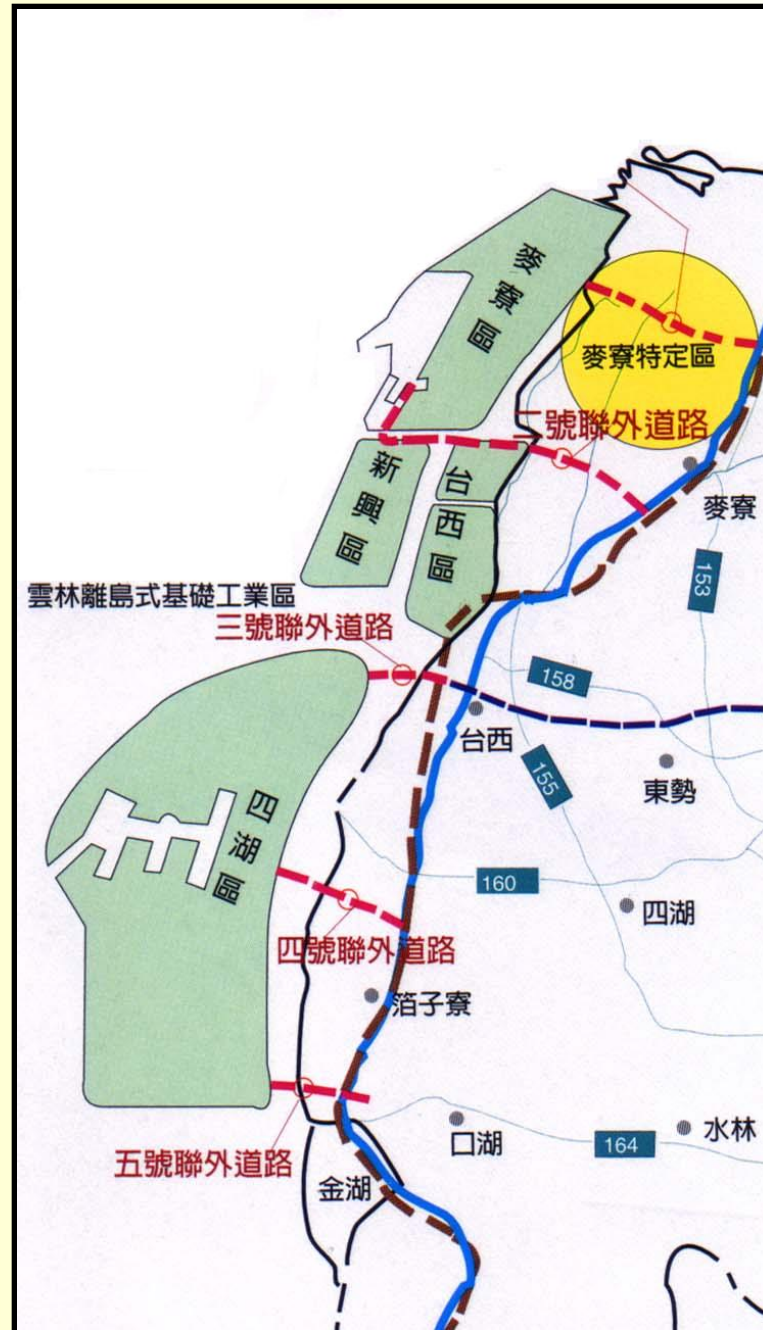 麥寮區
麥寮特定區
二號聯外道路
新興區
台西區
麥寮
153
雲林離島式基礎工業區
三號聯外道路
158
台西
155
東勢
四湖區
160
四湖
四號聯外道路
箔子寮
口湖
164
水林
五號聯外道路
金湖